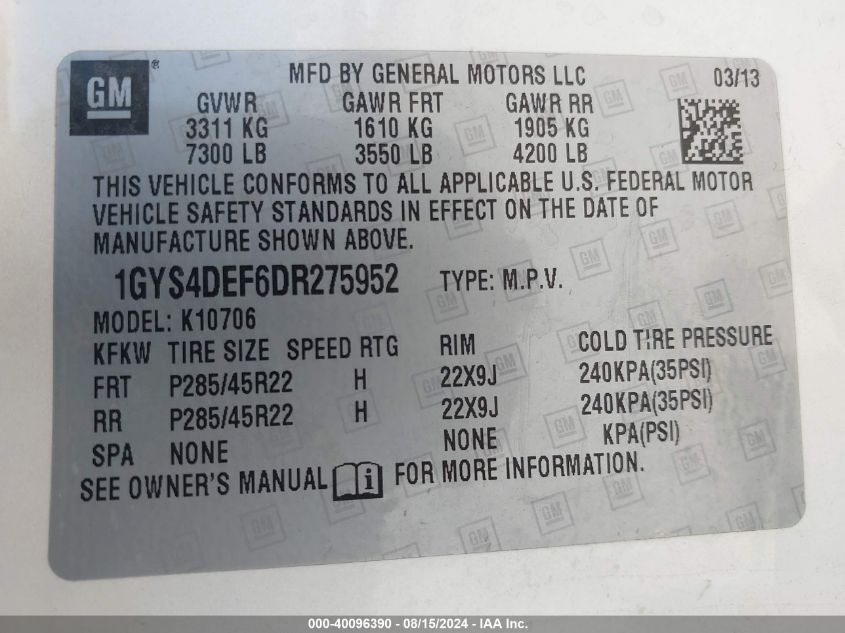 GM MFD BY GENERAL MOTORS LLC 03/13
GVWR GAWR FRT GAWR RR
3311 KG 1610 KG 1905 KG
7300 LB 3550 LB 4200 LB
THIS VEHICLE CONFORMS TO ALL APPLICABLE U.S. FEDERAL MOTOR
VEHICLE SAFETY STANDARDS IN EFFECT ON THE DATE OF
MANUFACTURE SHOWN ABOVE.
1GYS4DEF6DR275952 TYPE: M.P.V.
MODEL: K10706
KFKW TIRE SIZE SPEED RTG RIM COLD TIRE PRESSURE
FRT P285/45R22 H 22X9J 240KPA(35PSI)
RR P285/45R22 H 22X9J 240KPA(35PSI)
SPA NONE NONE KPA(PSI)
SEE OWNER'S MANUAL i FOR MORE INFORMATION.
000-40096390 - 08/15/2024 - IAA Inc.